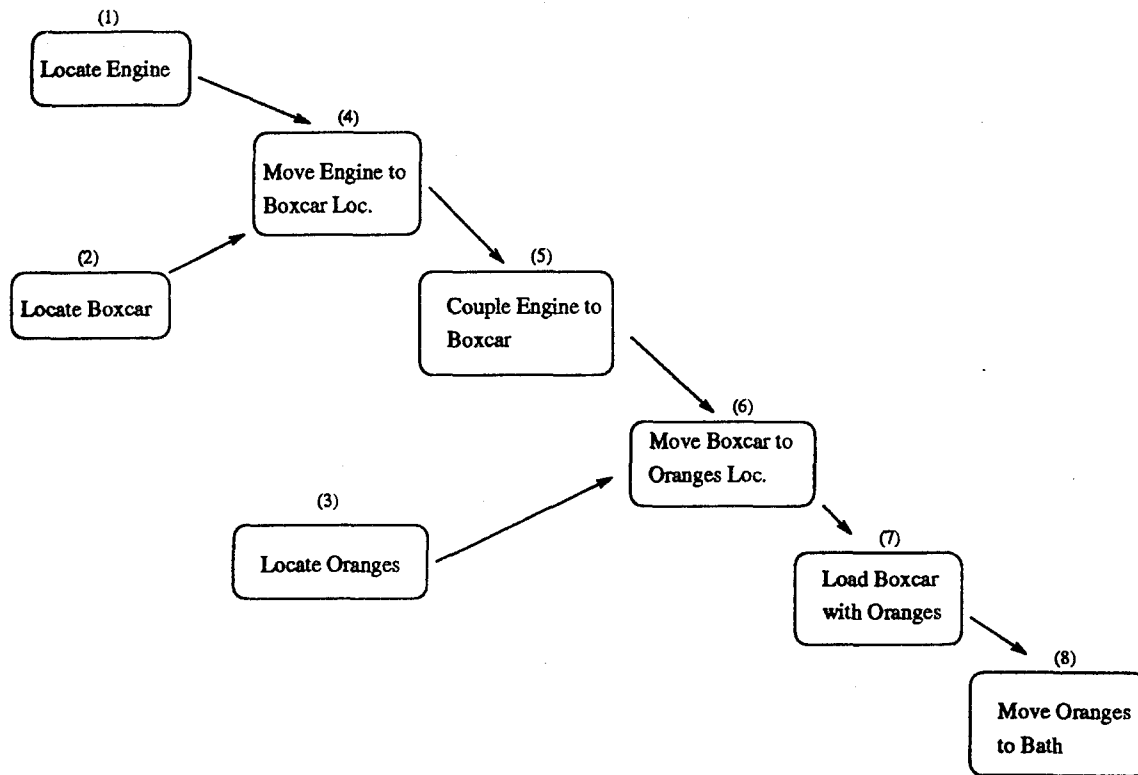 (1)
Locate Engine
(4)
Move Engine to
Boxcar Loc.
(2)
Locate Boxcar
(5)
Couple Engine to
Boxcar
(6)
Move Boxcar to
Oranges Loc.
(3)
Locate Oranges
(7)
Load Boxcar
with Oranges
(8)
Move Oranges
to Bath